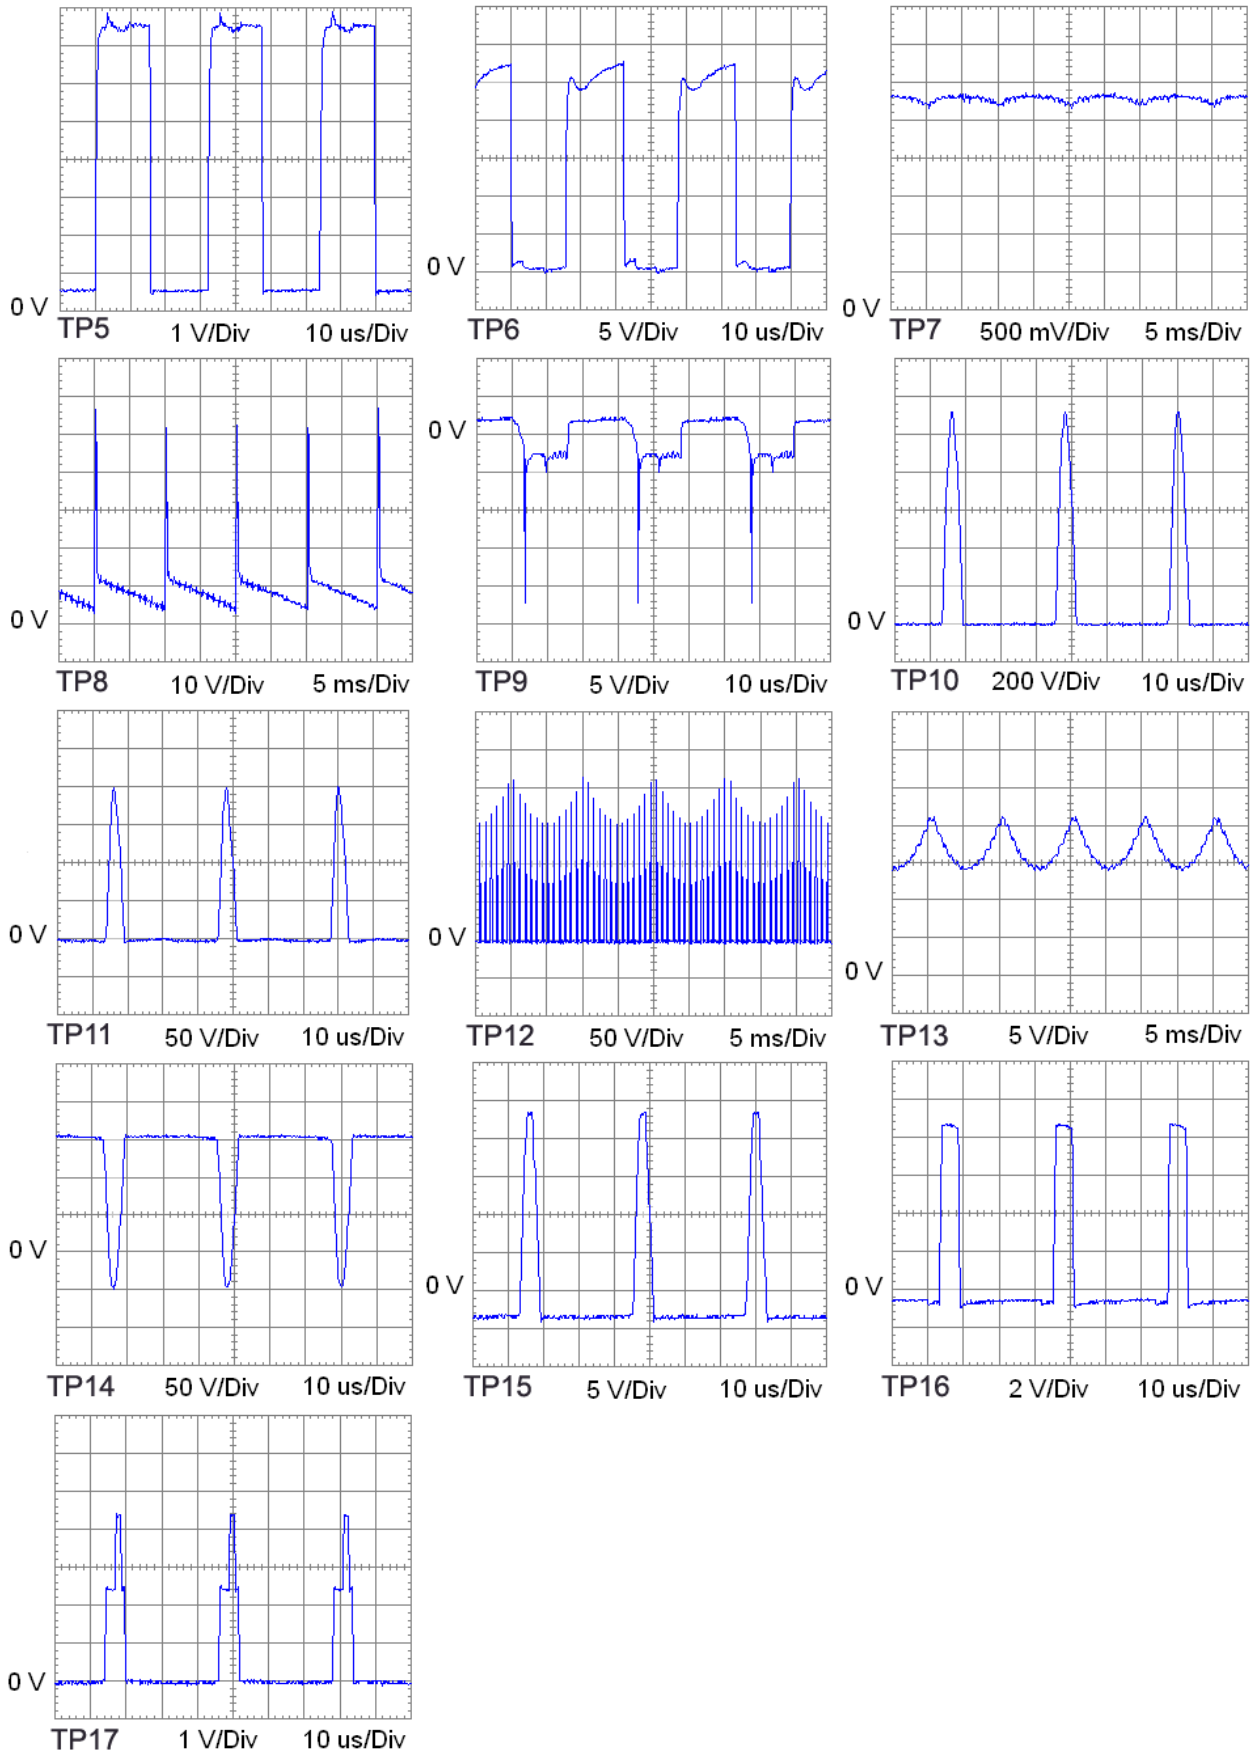 0 V
TP5 1 V/Div 10 us/Div
0 V
TP6 5 V/Div 10 us/Div
0 V
TP7 500 mV/Div 5 ms/Div
0 V
TP8 10 V/Div 5 ms/Div
0 V
TP9 5 V/Div 10 us/Div
0 V
TP10 200 V/Div 10 us/Div
0 V
TP11 50 V/Div 10 us/Div
0 V
TP12 50 V/Div 5 ms/Div
0 V
TP13 5 V/Div 5 ms/Div
0 V
TP14 50 V/Div 10 us/Div
0 V
TP15 5 V/Div 10 us/Div
0 V
TP16 2 V/Div 10 us/Div
0 V
TP17 1 V/Div 10 us/Div